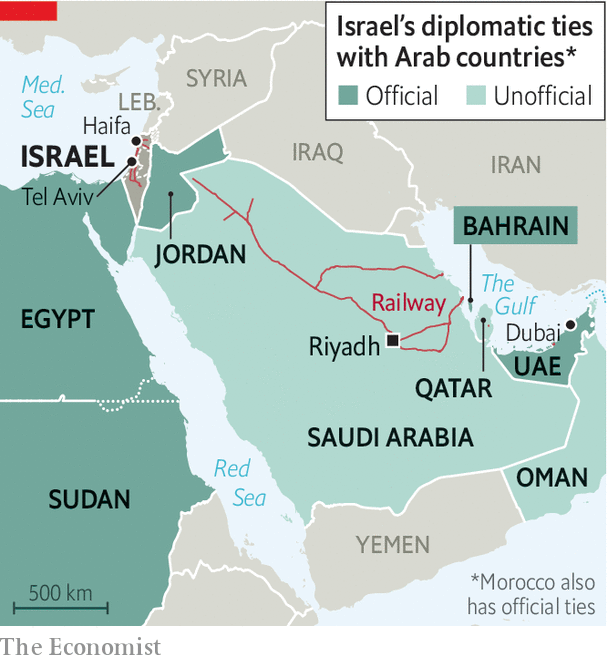 Israel's diplomatic ties
with Arab countries*
Official
Unofficial
Med.
Sea
SYRIA
LEB.
Haifa
ISRAEL
Tel Aviv
IRAQ
IRAN
JORDAN
BAHRAIN
The
Gulf
Railway
Dubai
EGYPT
Riyadh
UAE
QATAR
SAUDI ARABIA
OMAN
Red
Sea
SUDAN
YEMEN
500 km
*Morocco also
has official ties
The Economist